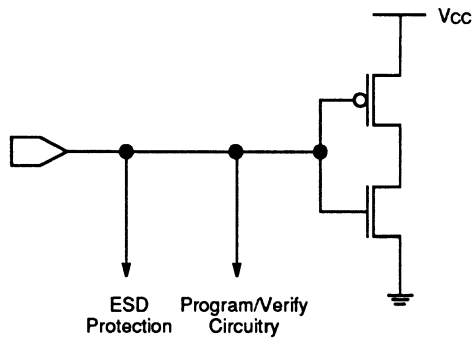 Vcc
ESD
Protection
Program/Verify
Circuitry